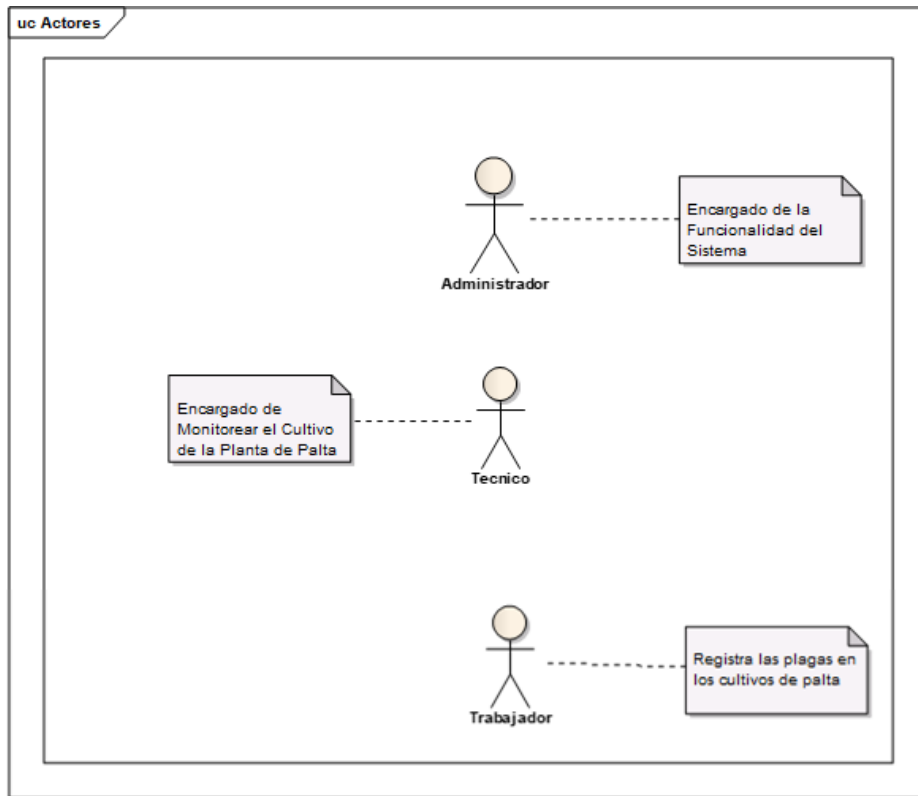 uc Actores
Encargado de la
Funcionalidad del
Sistema
Administrador
Encargado de
Monitorear el Cultivo
de la Planta de Palta
Tecnico
Registra las plagas en
los cultivos de palta
Trabajador